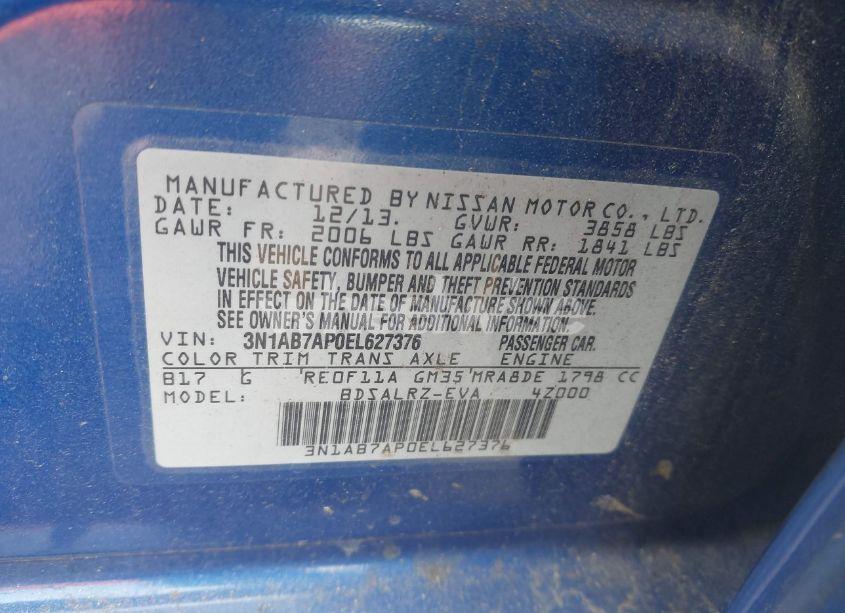 MANUFACTURED BY NISSAN MOTOR CO., LTD.
DATE: 12/13. GVWR: 3858 LBS
GAWR FR: 2006 LBS GAWR RR: 1841 LBS
THIS VEHICLE CONFORMS TO ALL APPLICABLE FEDERAL MOTOR
VEHICLE SAFETY, BUMPER AND THEFT PREVENTION STANDARDS
IN EFFECT ON THE DATE OF MANUFACTURE SHOWN ABOVE.
SEE OWNER'S MANUAL FOR ADDITIONAL INFORMATION.
VIN: 3N1AB7AP0EL627376 PASSENGER CAR.
COLOR TRIM TRANS AXLE ENGINE
B17 G RE0F11A GM35 MRA8DE 1798 CC
MODEL: BDSALRZ-EVA 4Z000
3N1AB7AP0EL627376